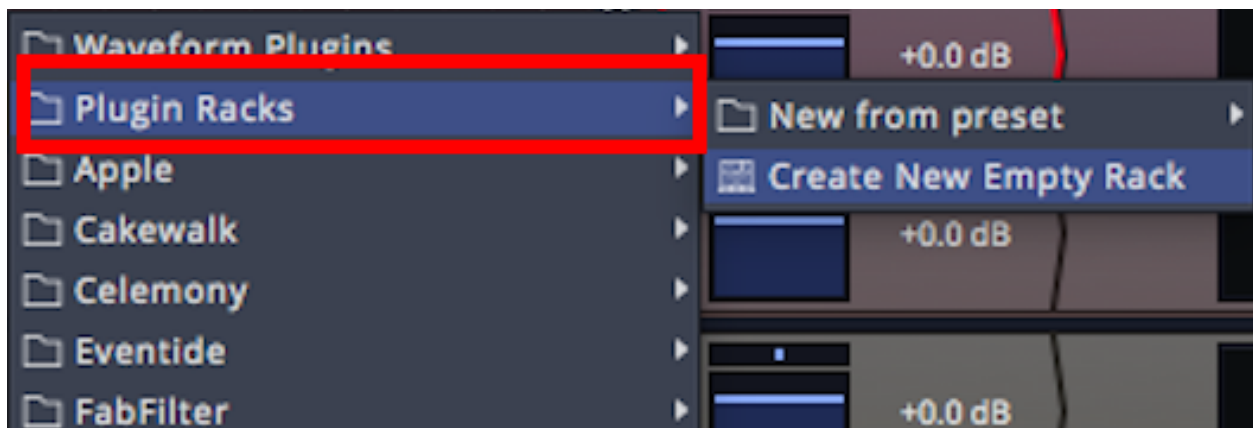 Waveform Plugins
+0.0 dB
Plugin Racks
New from preset
Apple
Create New Empty Rack
Cakewalk
+0.0 dB
Celemony
Eventide
FabFilter
+0.0 dB